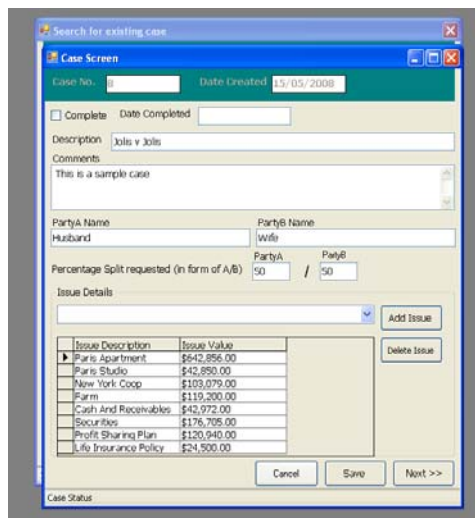 Search for existing case
Case Screen
Case No. 8 Date Created 15/05/2008
Complete Date Completed
Description Jolis v Jolis
Comments
This is a sample case
PartyA Name PartyB Name
Husband Wife
PartyA PartyB
Percentage Split requested (in form of A/B) 50 / 50
Issue Details
Add Issue
Delete Issue
Issue Description Issue Value
Paris Apartment $642,856.00
Paris Studio $42,850.00
New York Coop $103,079.00
Farm $119,200.00
Cash And Receivables $42,972.00
Securities $176,705.00
Profit Sharing Plan $120,940.00
Life Insurance Policy $24,500.00
Cancel Save Next >>
Case Status